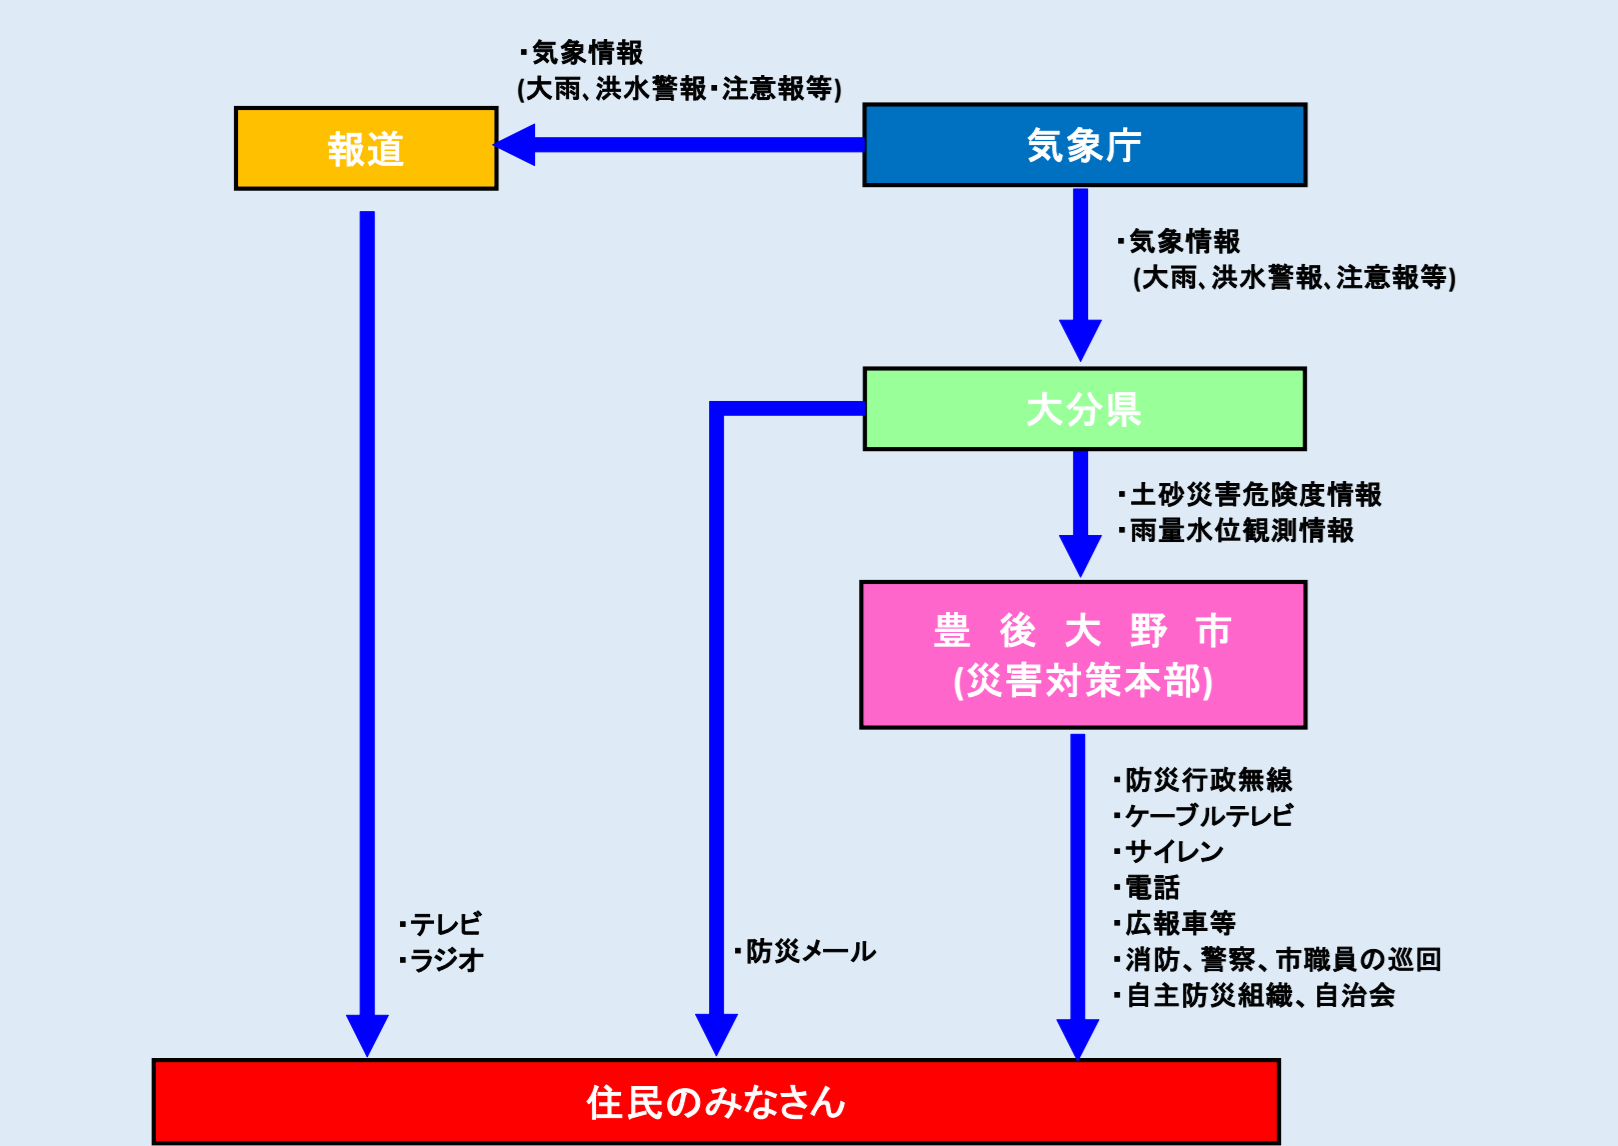 ・気象情報
(大雨、洪水警報・注意報等)
報道
気象庁
・気象情報
(大雨、洪水警報、注意報等)
大分県
・土砂災害危険度情報
・雨量水位観測情報
豊　後　大　野　市
(災害対策本部)
・防災行政無線
・ケーブルテレビ
・サイレン
・電話
・広報車等
・消防、警察、市職員の巡回
・自主防災組織、自治会
・テレビ
・ラジオ
・防災メール
住民のみなさん